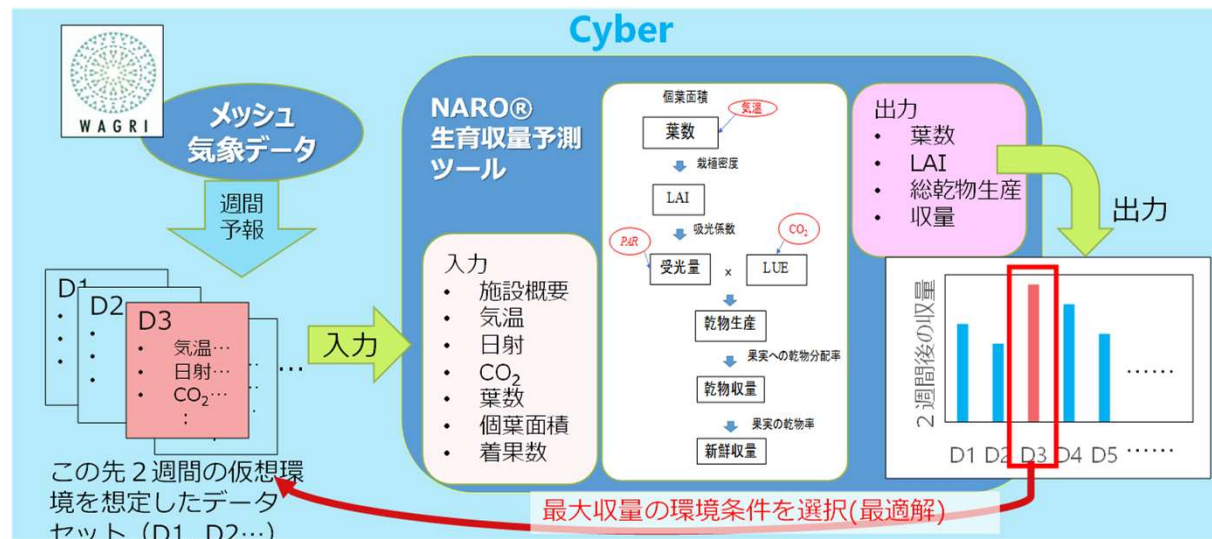 Cyber
WAGRI
メッシュ
気象データ
週間
予報
D1
D2
D3
・ 気温…
・ 日射…
・ CO₂…
:
…
この先２週間の仮想環
境を想定したデータ
セット（D1 D2…）
入力
NARO®
生育収量予測
ツール
入力
・ 施設概要
・ 気温
・ 日射
・ CO₂
・ 葉数
・ 個葉面積
・ 着果数
個葉面積
気温
葉数
栽植密度
LAI
吸光係数
PAR
CO₂
受光量 x LUE
乾物生産
果実への乾物分配率
乾物収量
果実の乾物率
新鮮収量
出力
・ 葉数
・ LAI
・ 総乾物生産
・ 収量
出力
２週間後の収量
……
D1 D2 D3 D4 D5 ……
最大収量の環境条件を選択(最適解)